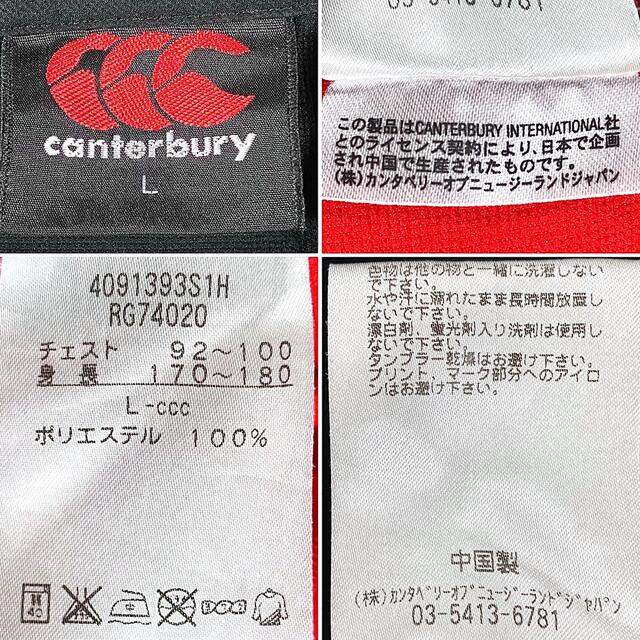 canterbury
L
03-5413-6781
この製品はCANTERBURY INTERNATIONAL社
とのライセンス契約により、日本で企画
され中国で生産されたものです。
(株)カンタベリーオブニュージーランドジャパン
4091393S1H
RG74020
チェスト 92～100
身長 170～180
L-ccc
ポリエステル 100%
40
色物は他の物と一緒に洗濯しない
で下さい。
水や汗に濡れたまま長時間放置し
ないで下さい。
漂白剤、蛍光剤入り洗剤は使用し
ないで下さい。
タンブラー乾燥はお避け下さい。
プリント、マーク部分へのアイロ
ンはお避け下さい。
中国製
(株)カンタベリーオブニュージーランドジャパン
03-5413-6781